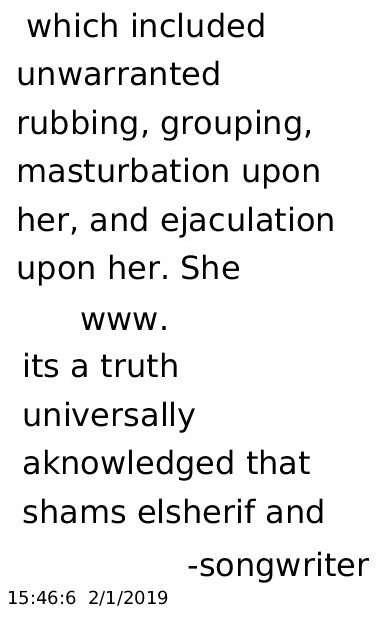 which included
unwarranted
rubbing, grouping,
masturbation upon
her, and ejaculation
upon her. She
www.
its a truth
universally
aknowledged that
shams elsherif and
-songwriter
15:46:6 2/1/2019